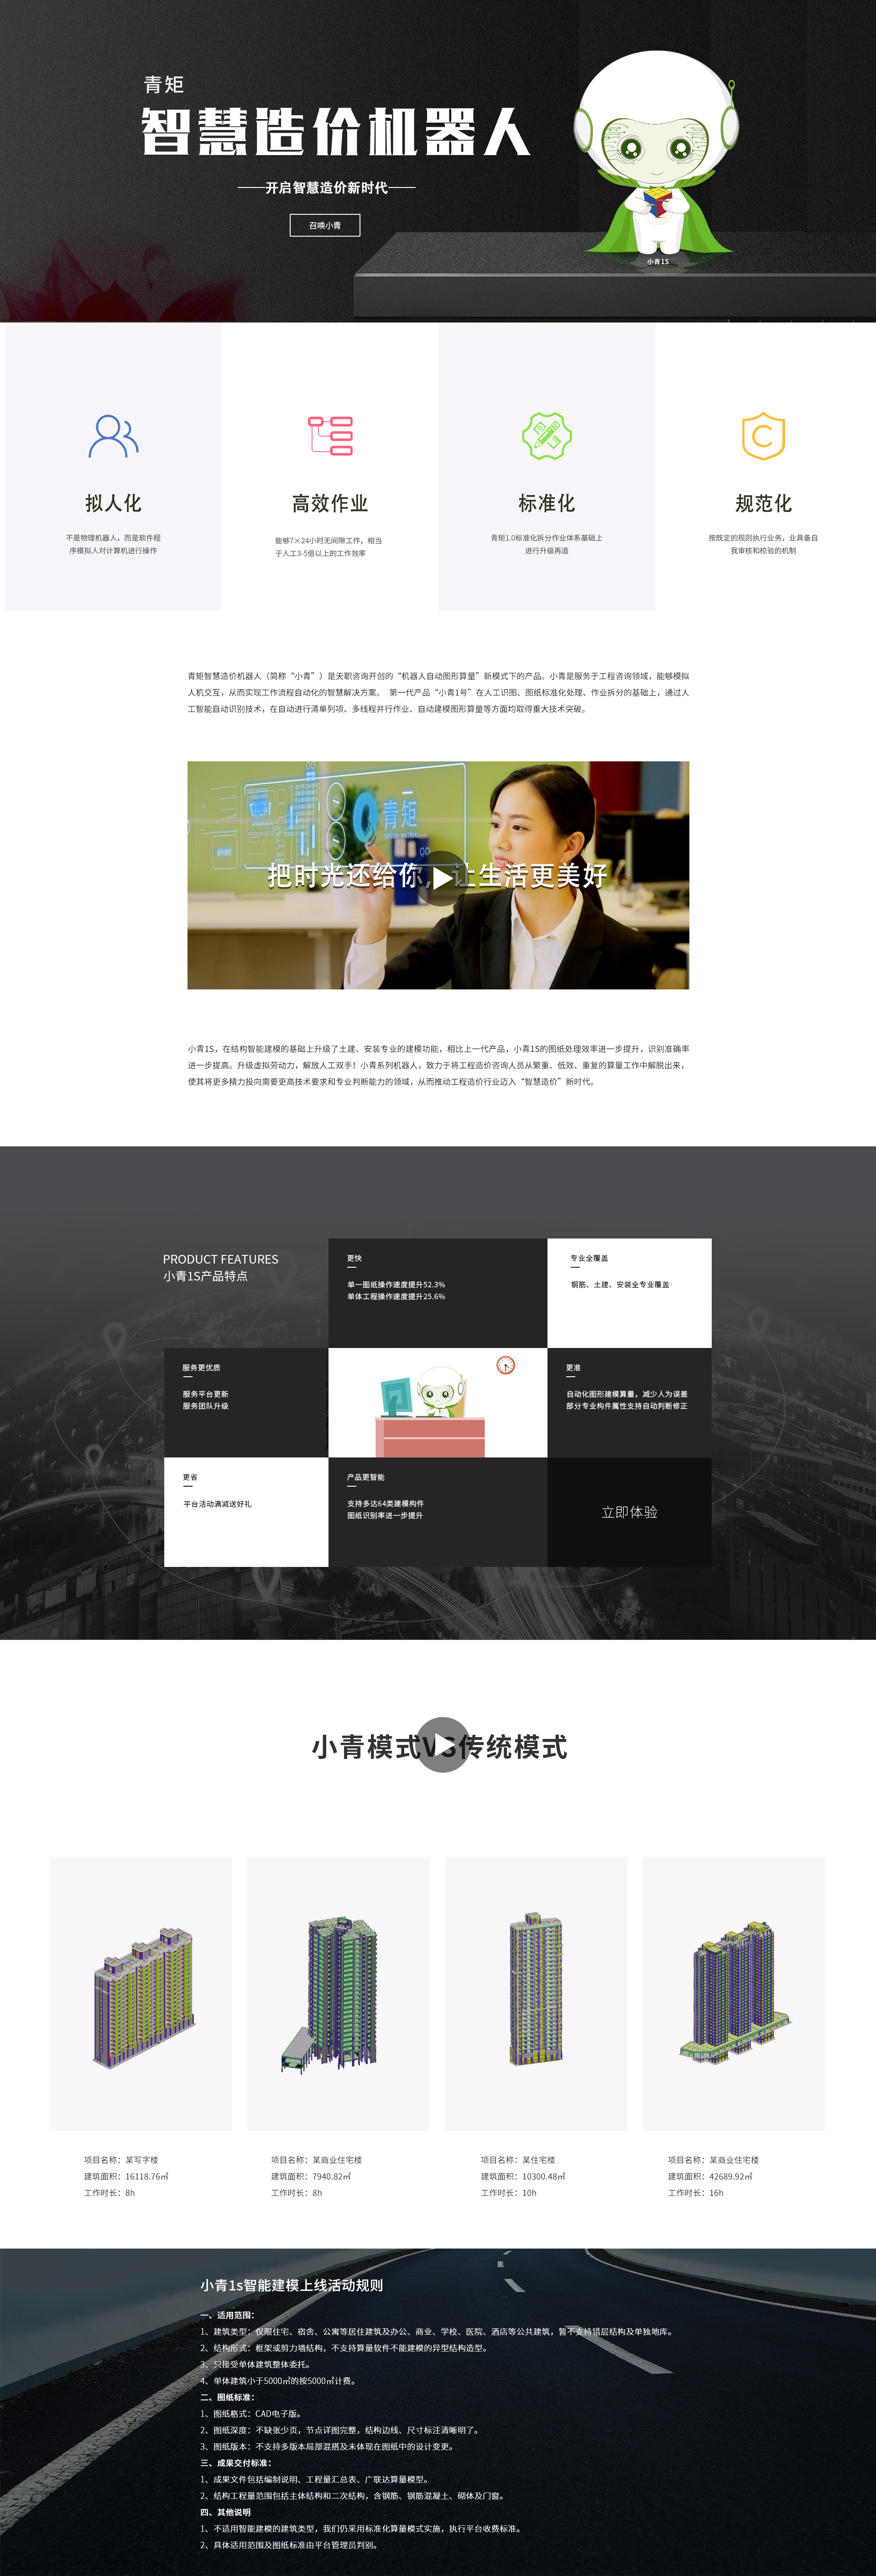 青矩
智慧造价机器人
开启智慧造价新时代
召唤小青
小青1S
拟人化
不是物理机器人，而是软件程
序模拟人对计算机进行操作
高效作业
能够7×24小时无间隙工作，相当
于人工3-5倍以上的工作效率
标准化
青矩1.0标准化拆分作业体系基础上
进行升级再造
规范化
按既定的规则执行业务，业具备自
我审核和校验的机制
青矩智慧造价机器人（简称“小青”）是天职咨询开创的“机器人自动图形算量”新模式下的产品。小青是服务于工程咨询领域，能够模拟
人机交互，从而实现工作流程自动化的智慧解决方案。 第一代产品“小青1号”在人工识图、图纸标准化处理、作业拆分的基础上，通过人
工智能自动识别技术，在自动进行清单列项、多线程并行作业、自动建模图形算量等方面均取得重大技术突破。
青矩
把时光还给你，让生活更美好
小青1S，在结构智能建模的基础上升级了土建、安装专业的建模功能，相比上一代产品，小青1S的图纸处理效率进一步提升，识别准确率
进一步提高。升级虚拟劳动力，解放人工双手！小青系列机器人，致力于将工程造价咨询人员从繁重、低效、重复的算量工作中解脱出来，
使其将更多精力投向需要更高技术要求和专业判断能力的领域，从而推动工程造价行业迈入“智慧造价”新时代。
PRODUCT FEATURES
小青1S产品特点
更快
单一图纸操作速度提升52.3%
单体工程操作速度提升25.6%
专业全覆盖
钢筋、土建、安装全专业覆盖
服务更优质
服务平台更新
服务团队升级
更准
自动化图形建模算量，减少人为误差
部分专业构件属性支持自动判断修正
更省
平台活动满减送好礼
产品更智能
支持多达64类建模构件
图纸识别率进一步提升
立即体验
小青模式VS传统模式
项目名称：某写字楼
建筑面积：16118.76㎡
工作时长：8h
项目名称：某商业住宅楼
建筑面积：7940.82㎡
工作时长：8h
项目名称：某住宅楼
建筑面积：10300.48㎡
工作时长：10h
项目名称：某商业住宅楼
建筑面积：42689.92㎡
工作时长：16h
小青1s智能建模上线活动规则
一、适用范围：
1、建筑类型：仅限住宅、宿舍、公寓等居住建筑及办公、商业、学校、医院、酒店等公共建筑，暂不支持错层结构及单独地库。
2、结构形式：框架或剪力墙结构，不支持算量软件不能建模的异型结构造型。
3、只接受单体建筑整体委托。
4、单体建筑小于5000㎡的按5000㎡计费。
二、图纸标准：
1、图纸格式：CAD电子版。
2、图纸深度：不缺张少页，节点详图完整，结构边线、尺寸标注清晰明了。
3、图纸版本：不支持多版本局部混搭及未体现在图纸中的设计变更。
三、成果交付标准：
1、成果文件包括编制说明、工程量汇总表、广联达算量模型。
2、结构工程量范围包括主体结构和二次结构，含钢筋、钢筋混凝土、砌体及门窗。
四、其他说明
1、不适用智能建模的建筑类型，我们仍采用标准化算量模式实施，执行平台收费标准。
2、具体适用范围及图纸标准由平台管理员判别。